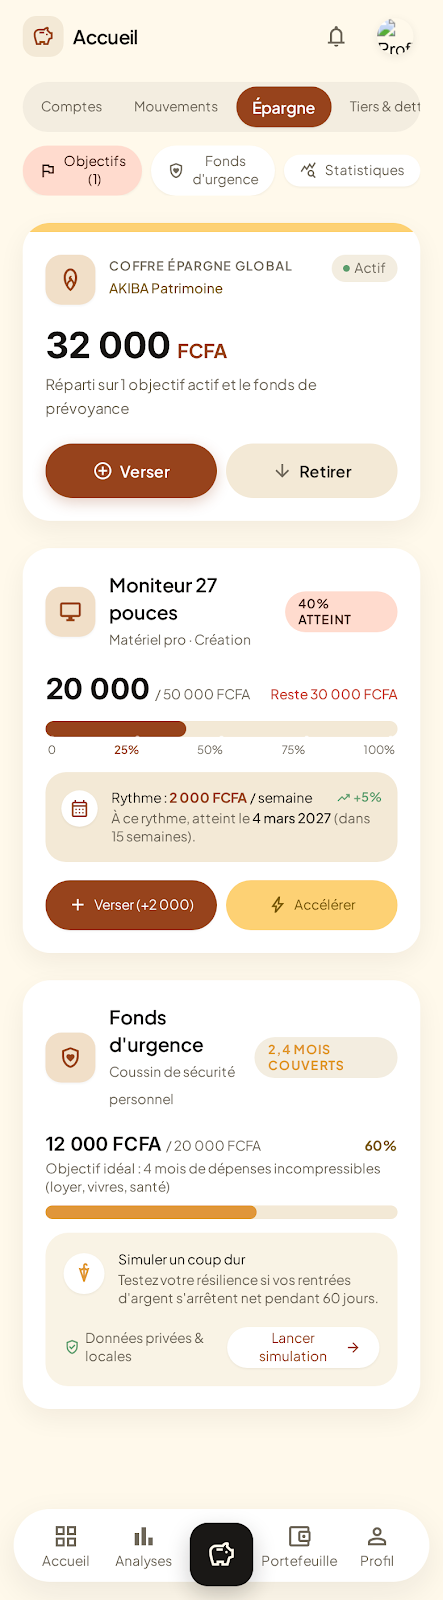 Accueil
Comptes Mouvements Épargne Tiers & dett
Objectifs
(1)
Fonds
d'urgence
Statistiques
COFFRE ÉPARGNE GLOBAL
AKIBA Patrimoine
Actif
32 000 FCFA
Réparti sur 1 objectif actif et le fonds de
prévoyance
Verser Retirer
Moniteur 27
pouces
Matériel pro · Création
40%
ATTEINT
20 000 / 50 000 FCFA Reste 30 000 FCFA
0 25% 50% 75% 100%
Rythme : 2 000 FCFA / semaine +5%
À ce rythme, atteint le 4 mars 2027 (dans
15 semaines).
Verser (+2 000) Accélérer
Fonds
d'urgence
Coussin de sécurité
personnel
2,4 MOIS
COUVERTS
12 000 FCFA / 20 000 FCFA 60%
Objectif idéal : 4 mois de dépenses incompressibles
(loyer, vivres, santé)
Simuler un coup dur
Testez votre résilience si vos rentrées
d'argent s'arrêtent net pendant 60 jours.
Données privées &
locales
Lancer
simulation
Accueil Analyses Portefeuille Profil